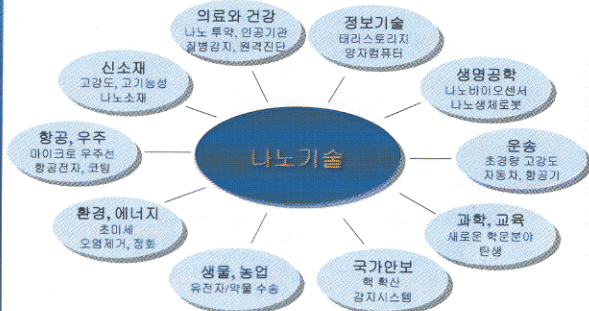 의료와 건강
나노 투약, 인공기관
질병감지, 원격진단
정보기술
태라스토리지
양자컴퓨터
신소재
고강도, 고기능성
나노소재
생명공학
나노바이오센서
나노생체로봇
항공, 우주
마이크로 우주선
항공전자, 코팅
나노기술
운송
초경량 고강도
자동차, 항공기
환경, 에너지
초미세
오염제거, 정화
과학, 교육
새로운 학문분야
탄생
생물, 농업
유전자/약물 수송
국가안보
핵 확산
감지시스템